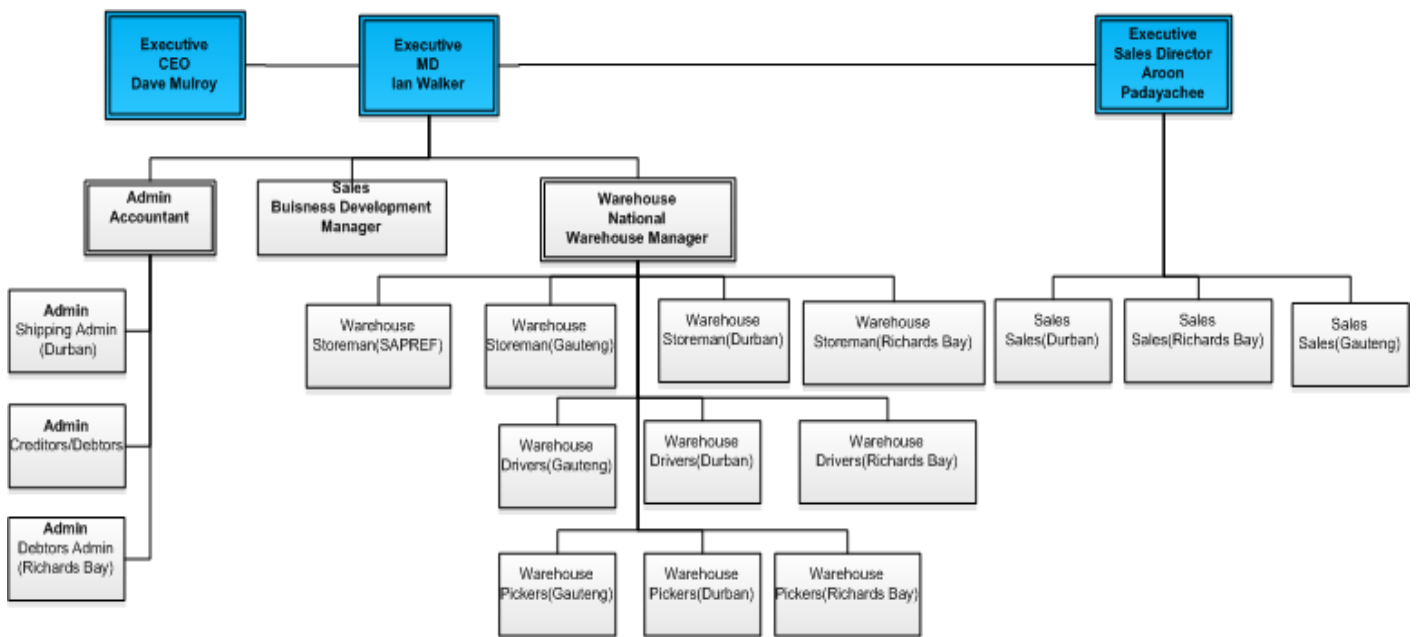 Executive
CEO
Dave Mulroy
Executive
MD
Ian Walker
Executive
Sales Director
Aroon
Padayachee
Admin
Accountant
Sales
Buisness Development
Manager
Warehouse
National
Warehouse Manager
Admin
Shipping Admin
(Durban)
Admin
Creditors/Debtors
Admin
Debtors Admin
(Richards Bay)
Warehouse
Storeman(SAPREF)
Warehouse
Storeman(Gauteng)
Warehouse
Storeman(Durban)
Warehouse
Storeman(Richards Bay)
Sales
Sales(Durban)
Sales
Sales(Richards Bay)
Sales
Sales(Gauteng)
Warehouse
Drivers(Gauteng)
Warehouse
Drivers(Durban)
Warehouse
Drivers(Richards Bay)
Warehouse
Pickers(Gauteng)
Warehouse
Pickers(Durban)
Warehouse
Pickers(Richards Bay)